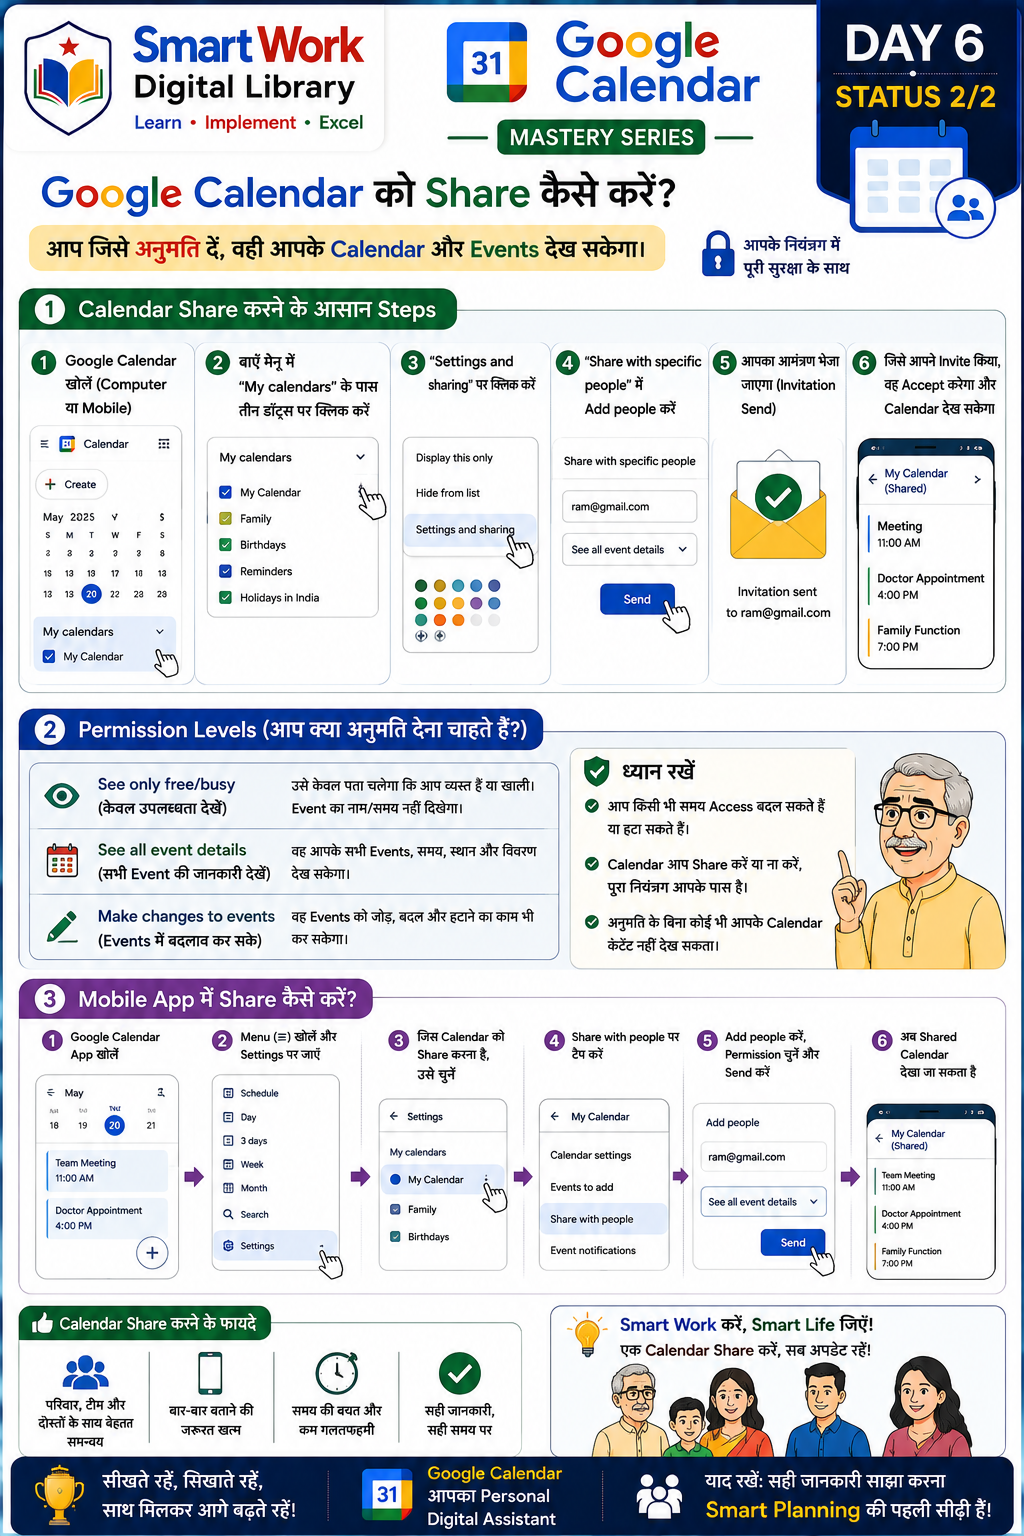 Smart Work
Digital Library
Learn • Implement • Excel
31
Google
Calendar
MASTERY SERIES
DAY 6
STATUS 2/2
Google Calendar को Share कैसे करें?
आप जिसे अनुमति दें, वही आपके Calendar और Events देख सकेगा।
आपके नियंत्रण में
पूरी सुरक्षा के साथ
1 Calendar Share करने के आसान Steps
1 Google Calendar
खोलें (Computer
या Mobile)
31 Calendar
+ Create
May 2025
S M T W F S
20
My calendars
My Calendar
2 बाएँ मेनू में
"My calendars" के पास
तीन डॉट्स पर क्लिक करें
My calendars
My Calendar
Family
Birthdays
Reminders
Holidays in India
3 "Settings and
sharing" पर क्लिक करें
Display this only
Hide from list
Settings and sharing
4 "Share with specific
people" में
Add people करें
Share with specific people
ram@gmail.com
See all event details
Send
5 आपका आमंत्रण भेजा
जाएगा (Invitation
Send)
Invitation sent
to ram@gmail.com
6 जिसे आपने Invite किया,
वह Accept करेगा और
Calendar देख सकेगा
My Calendar
(Shared)
Meeting
11:00 AM
Doctor Appointment
4:00 PM
Family Function
7:00 PM
2 Permission Levels (आप क्या अनुमति देना चाहते हैं?)
See only free/busy
(केवल उपलब्धता देखें)
उसे केवल पता चलेगा कि आप व्यस्त हैं या खाली।
Event का नाम/समय नहीं दिखेगा।
See all event details
(सभी Event की जानकारी देखें)
वह आपके सभी Events, समय, स्थान और विवरण
देख सकेगा।
Make changes to events
(Events में बदलाव कर सके)
वह Events को जोड़, बदल और हटाने का काम भी
कर सकेगा।
ध्यान रखें
आप किसी भी समय Access बदल सकते हैं
या हटा सकते हैं।
Calendar आप Share करें या ना करें,
पूरा नियंत्रण आपके पास है।
अनुमति के बिना कोई भी आपके Calendar
कंटेंट नहीं देख सकता।
3 Mobile App में Share कैसे करें?
1 Google Calendar
App खोलें
May
18 19 20 21
Team Meeting
11:00 AM
Doctor Appointment
4:00 PM
+
2 Menu (≡) खोलें और
Settings पर जाएँ
Schedule
Day
3 days
Week
Month
Search
Settings
3 जिस Calendar को
Share करना है,
उसे चुनें
Settings
My calendars
My Calendar
Family
Birthdays
4 Share with people पर
टैप करें
My Calendar
Calendar settings
Events to add
Share with people
Event notifications
5 Add people करें,
Permission चुनें और
Send करें
Add people
ram@gmail.com
See all event details
Send
6 अब Shared
Calendar
देखा जा सकता है
My Calendar
(Shared)
Team Meeting
11:00 AM
Doctor Appointment
4:00 PM
Family Function
7:00 PM
Calendar Share करने के फायदे
परिवार, टीम और
दोस्तों के साथ बेहतर
समन्वय
बार-बार बताने की
जरूरत खत्म
समय की बचत और
कम गलतफहमी
सही जानकारी,
सही समय पर
Smart Work करें, Smart Life जिएँ!
एक Calendar Share करें, सब अपडेट रहें!
सीखते रहें, सिखाते रहें,
साथ मिलकर आगे बढ़ते रहें!
31
Google Calendar
आपका Personal
Digital Assistant
याद रखें: सही जानकारी साझा करना
Smart Planning की पहली सीढ़ी हैं!